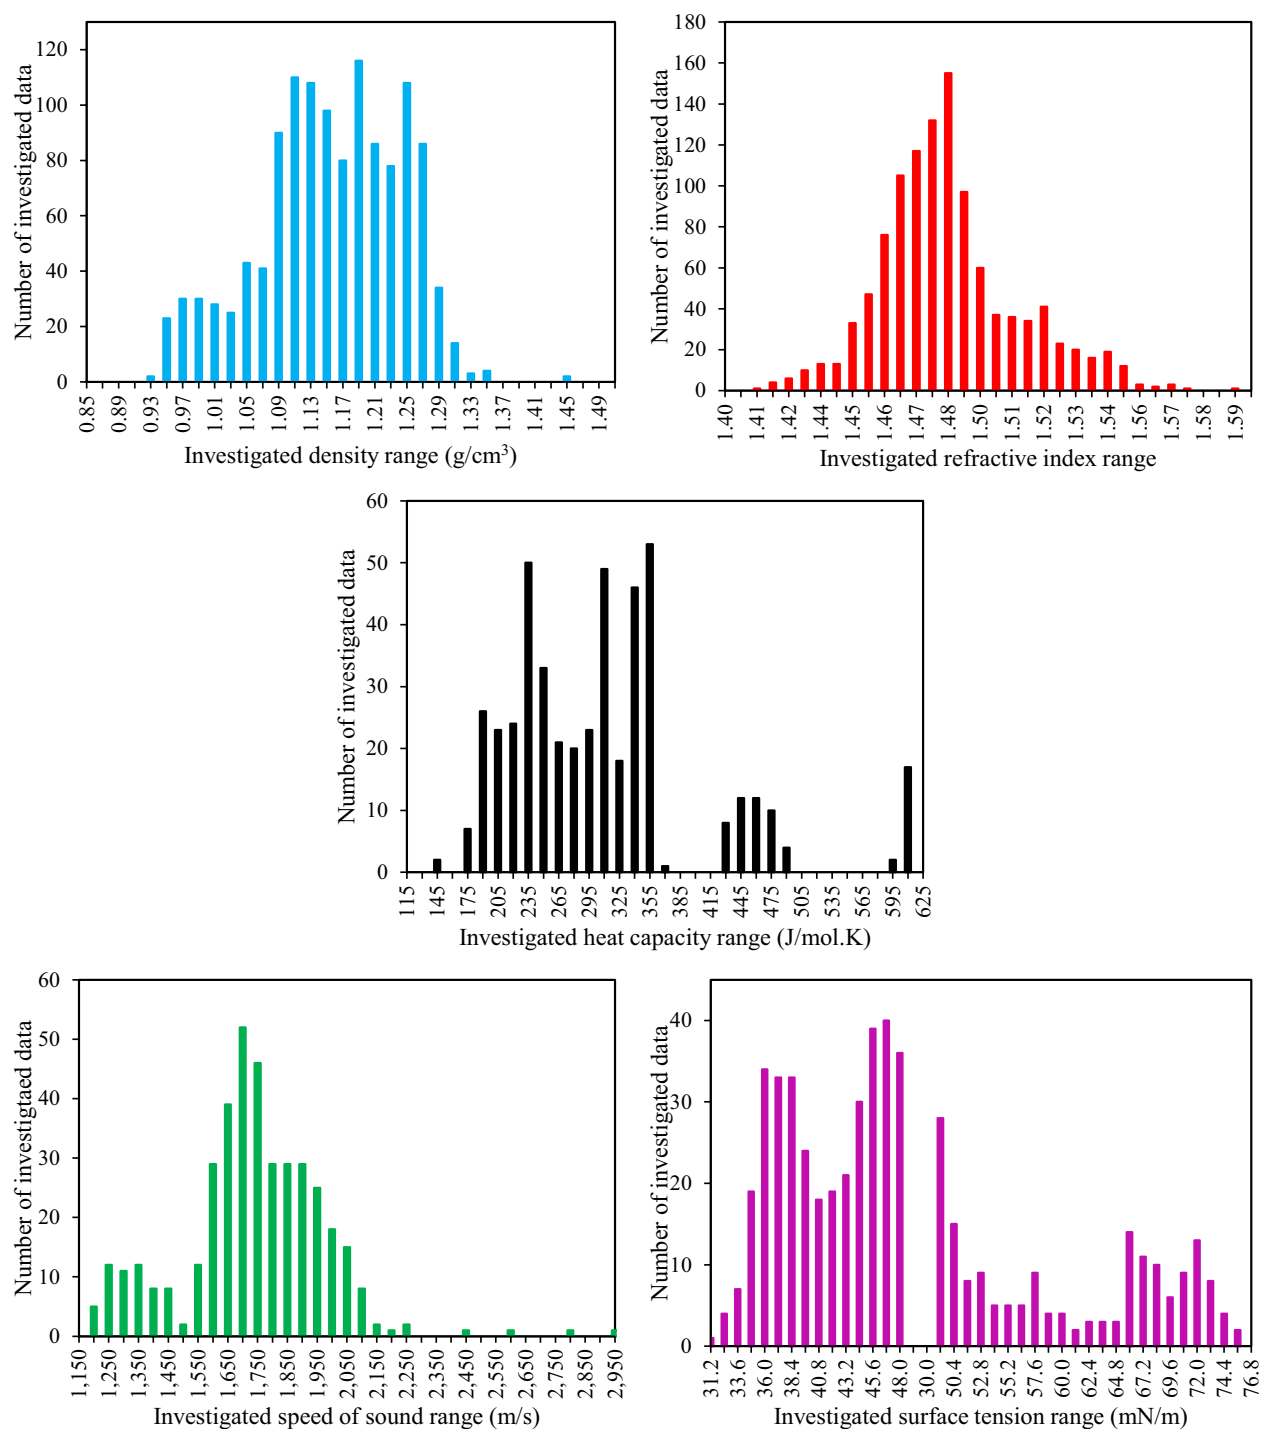 Number of investigated data
120
100
80
60
40
20
0
0.85 0.89 0.93 0.97 1.01 1.05 1.09 1.13 1.17 1.21 1.25 1.29 1.33 1.37 1.41 1.45 1.49
Investigated density range (g/cm³)
Number of investigated data
180
160
140
120
100
80
60
40
20
0
1.40 1.41 1.42 1.44 1.45 1.46 1.47 1.48 1.50 1.51 1.52 1.53 1.54 1.56 1.57 1.58 1.59
Investigated refractive index range
Number of investigated data
60
50
40
30
20
10
0
115 145 175 205 235 265 295 325 355 385 415 445 475 505 535 565 595 625
Investigated heat capacity range (J/mol.K)
Number of investigtaed data
60
50
40
30
20
10
0
1,150 1,250 1,350 1,450 1,550 1,650 1,750 1,850 1,950 2,050 2,150 2,250 2,350 2,450 2,550 2,650 2,750 2,850 2,950
Investigated speed of sound range (m/s)
Number of investigated data
40
30
20
10
0
31.2 33.6 36.0 38.4 40.8 43.2 45.6 48.0 30.0 50.4 52.8 55.2 57.6 60.0 62.4 64.8 67.2 69.6 72.0 74.4 76.8
Investigated surface tension range (mN/m)